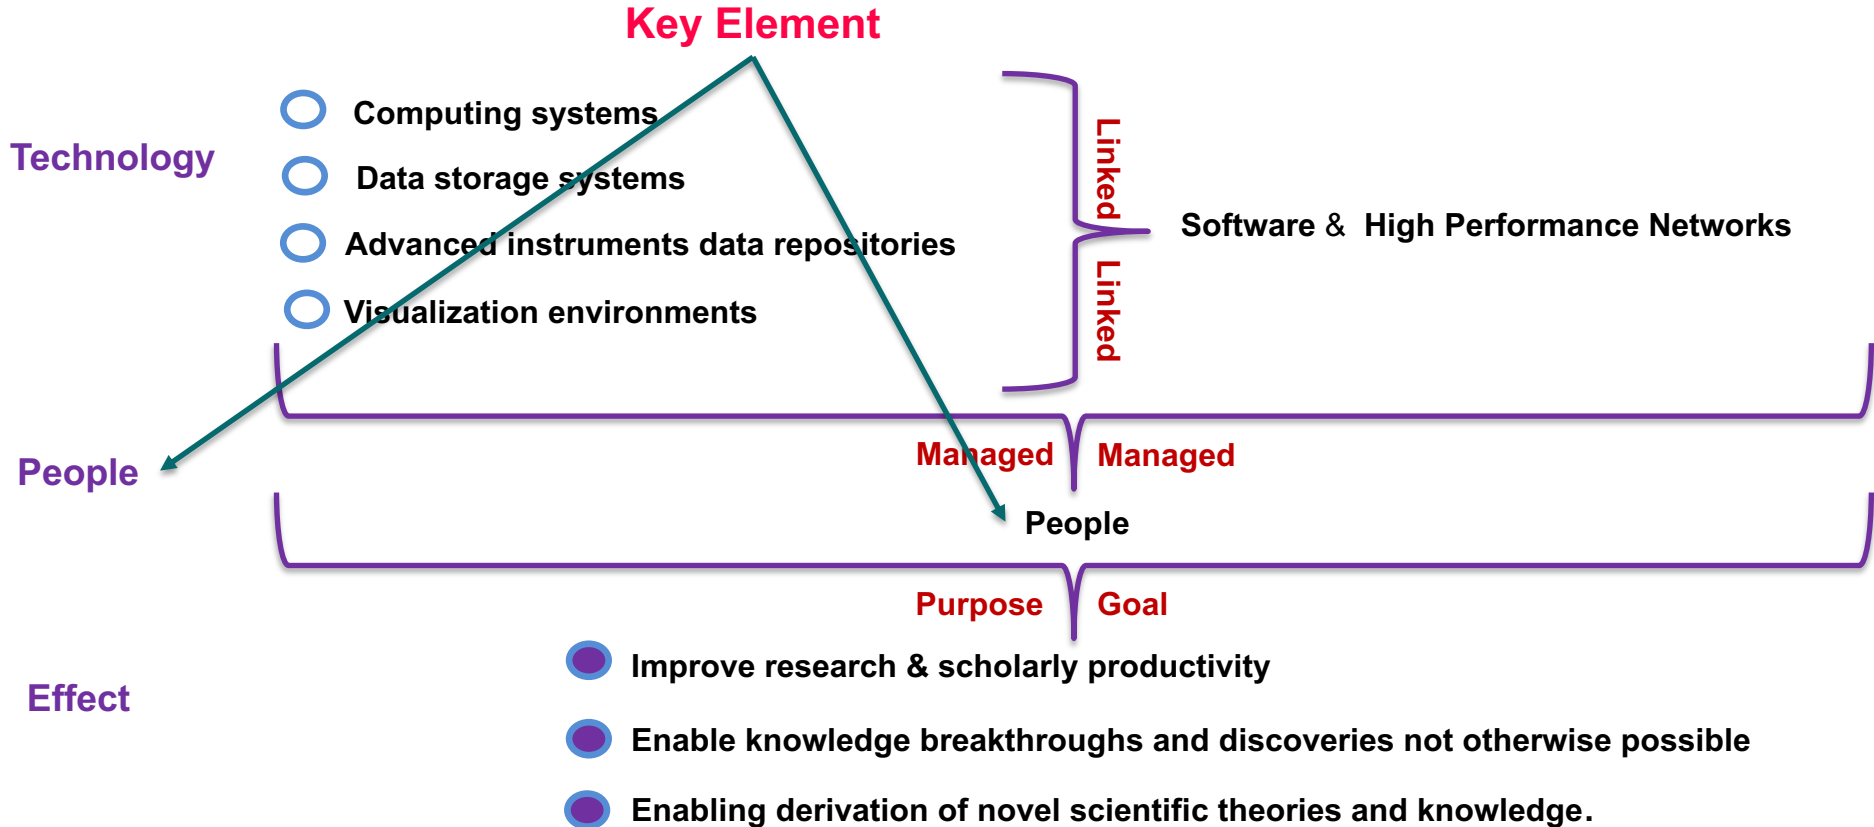 Key Element
Computing systems
Technology
Data storage systems
Advanced instruments data repositories
Visualization environments
Linked
Linked
Software & High Performance Networks
Managed Managed
People
People
Purpose Goal
Improve research & scholarly productivity
Effect
Enable knowledge breakthroughs and discoveries not otherwise possible
Enabling derivation of novel scientific theories and knowledge.